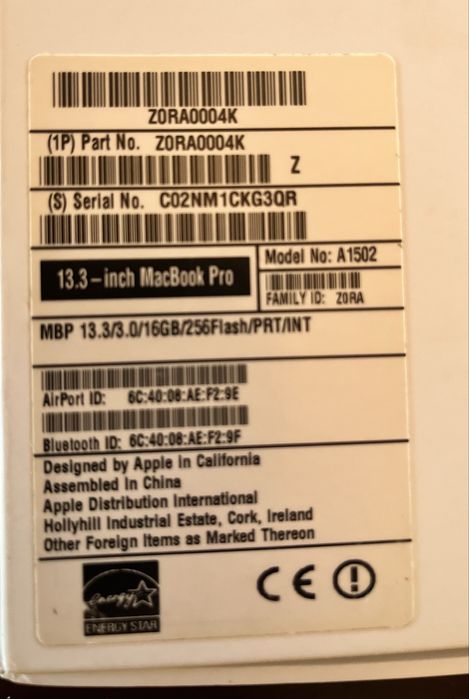 Z0RA0004K
(1P) Part No. Z0RA0004K
Z
(S) Serial No. C02NM1CKG3QR
13.3-inch MacBook Pro
Model No: A1502
FAMILY ID: Z0RA
MBP 13.3/3.0/16GB/256Flash/PRT/INT
AirPort ID: 6C:40:08:AE:F2:9E
Bluetooth ID: 6C:40:08:AE:F2:9F
Designed by Apple in California
Assembled In China
Apple Distribution International
Hollyhill Industrial Estate, Cork, Ireland
Other Foreign Items as Marked Thereon
energy
ENERGY STAR
CE